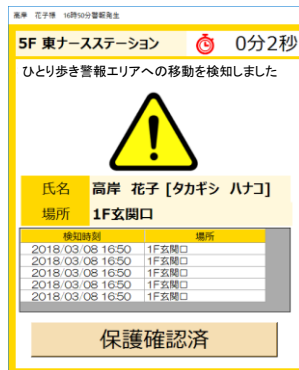 高岸 花子様 16時50分警報発生
5F 東ナースステーション 0分2秒
ひとり歩き警報エリアへの移動を検知しました
氏名 高岸 花子 [タカギシ ハナコ]
場所 1F玄関口
検知時刻 場所
2018/03/08 16:50 1F玄関口
2018/03/08 16:50 1F玄関口
2018/03/08 16:50 1F玄関口
2018/03/08 16:50 1F玄関口
2018/03/08 16:50 1F玄関口
保護確認済